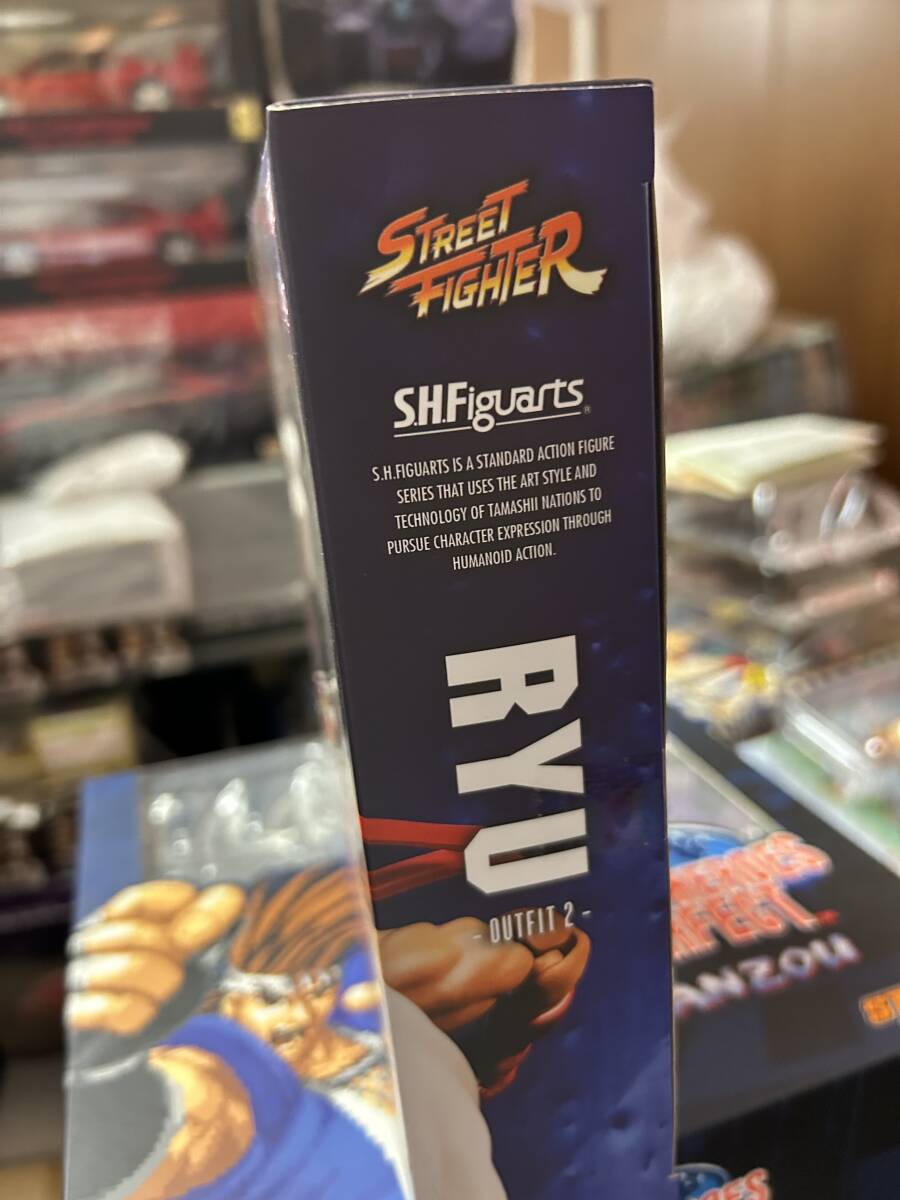 STREET
FIGHTER
S.H.Figuarts
S.H.FIGUARTS IS A STANDARD ACTION FIGURE
SERIES THAT USES THE ART STYLE AND
TECHNOLOGY OF TAMASHII NATIONS TO
PURSUE CHARACTER EXPRESSION THROUGH
HUMANOID ACTION.
RYU
- OUTFIT 2 -